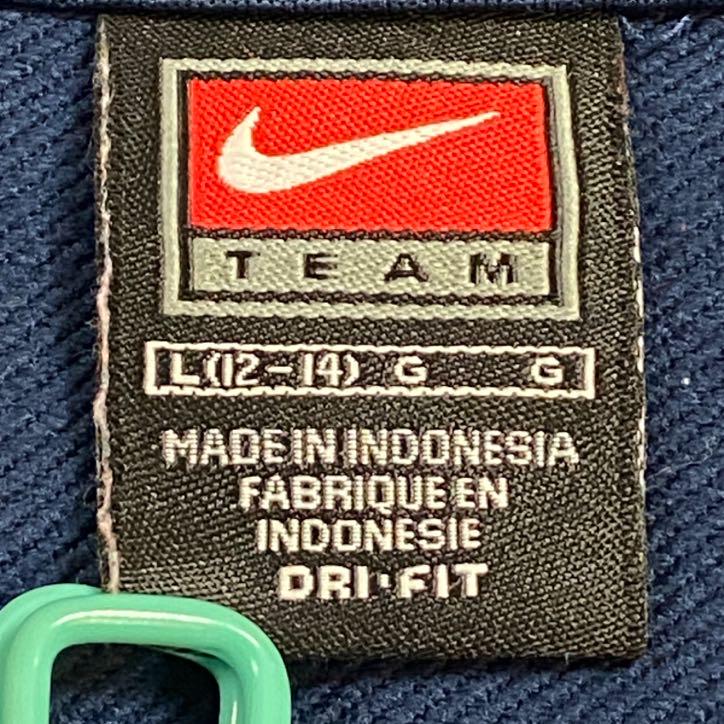 TEAM
L(12-14) G G
MADE IN INDONESIA
FABRIQUE EN
INDONESIE
DRI•FIT